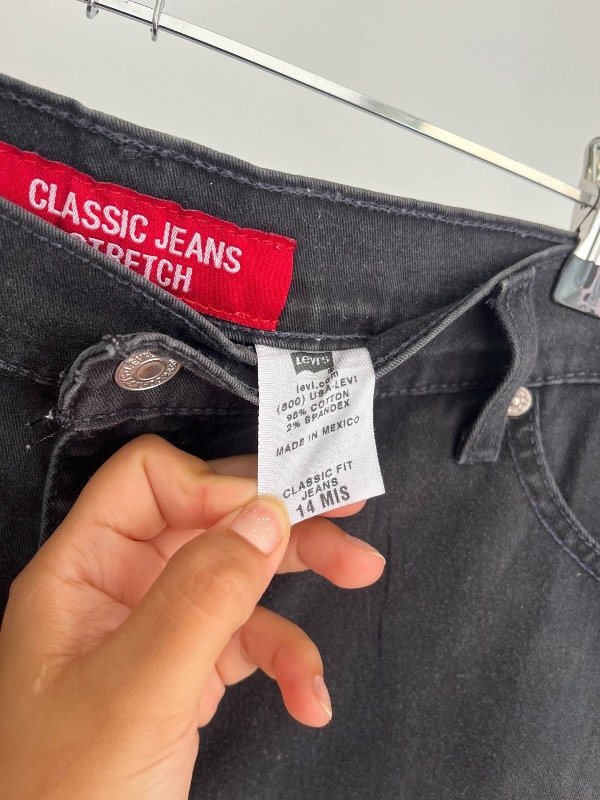 CLASSIC JEANS
STRETCH
Levi's
levi.com
(800) USA-LEVI
98% COTTON
2% SPANDEX
MADE IN MEXICO
CLASSIC FIT
JEANS
14 MIS